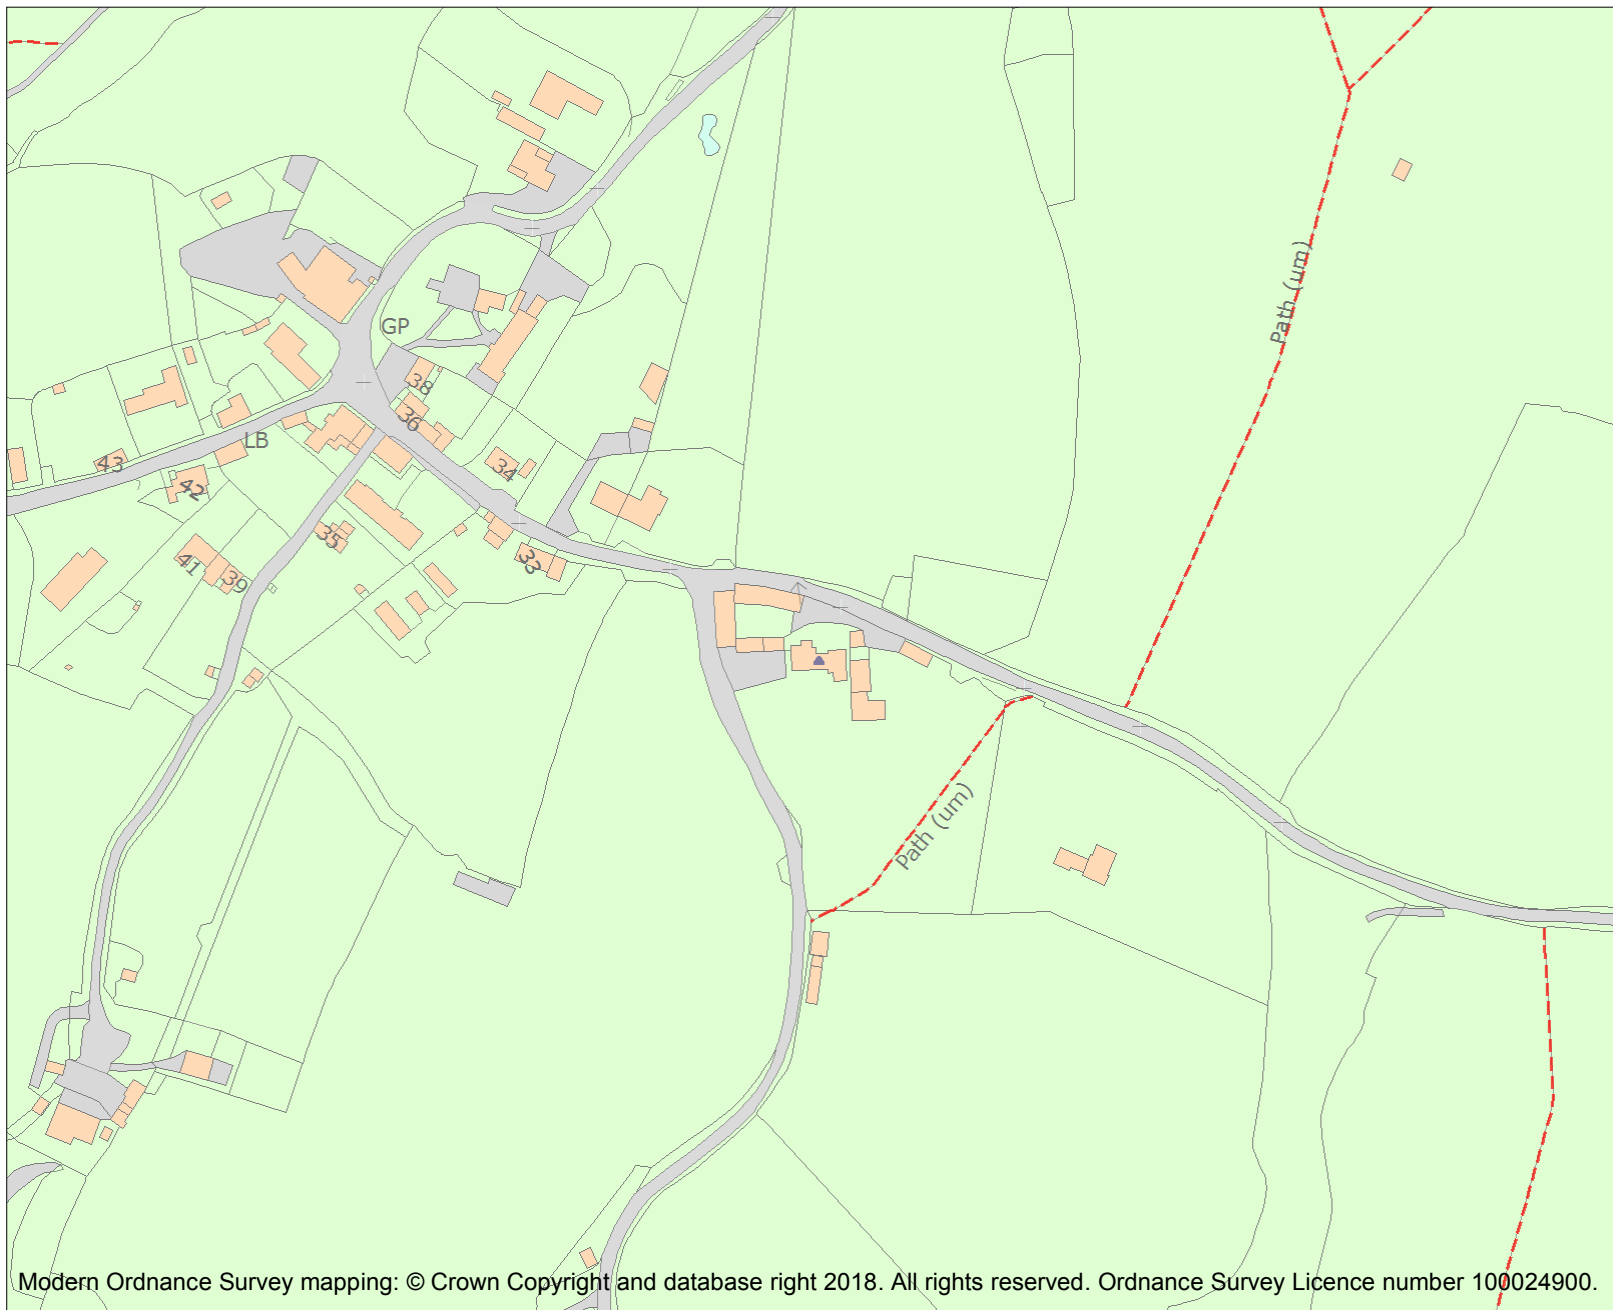 Path (um)
GP
38
36
LB
43
34
42
35
33
41
39
Path (um)
Modern Ordnance Survey mapping: © Crown Copyright and database right 2018. All rights reserved. Ordnance Survey Licence number 100024900.